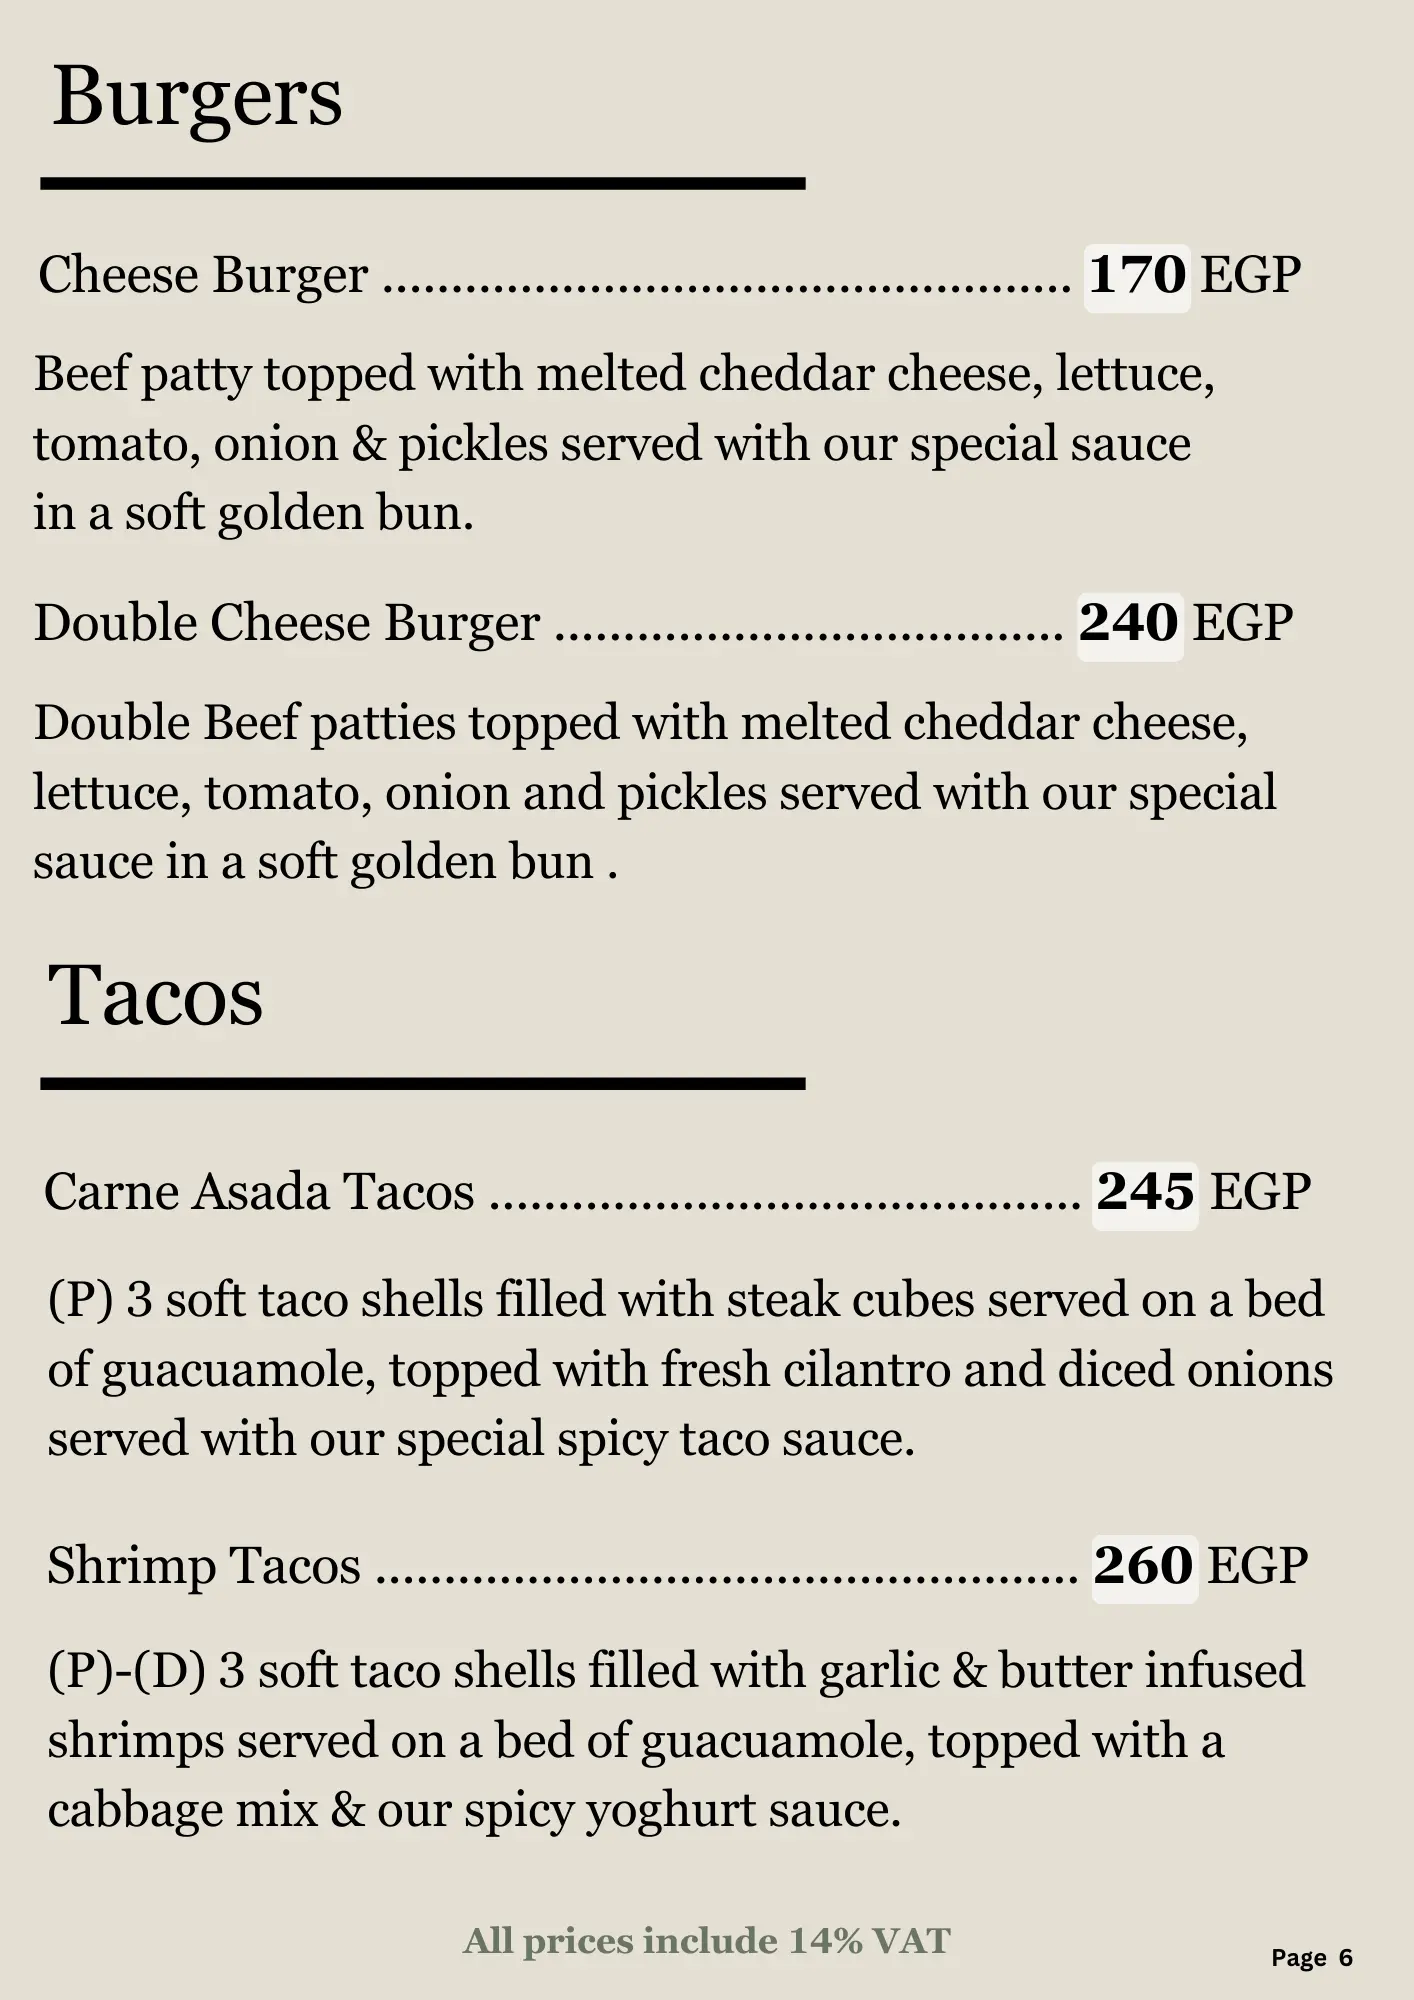 Burgers
Cheese Burger .................................................. 170 EGP
Beef patty topped with melted cheddar cheese, lettuce,
tomato, onion & pickles served with our special sauce
in a soft golden bun.
Double Cheese Burger ..................................... 240 EGP
Double Beef patties topped with melted cheddar cheese,
lettuce, tomato, onion and pickles served with our special
sauce in a soft golden bun .
Tacos
Carne Asada Tacos ........................................... 245 EGP
(P) 3 soft taco shells filled with steak cubes served on a bed
of guacuamole, topped with fresh cilantro and diced onions
served with our special spicy taco sauce.
Shrimp Tacos ................................................... 260 EGP
(P)-(D) 3 soft taco shells filled with garlic & butter infused
shrimps served on a bed of guacuamole, topped with a
cabbage mix & our spicy yoghurt sauce.
All prices include 14% VAT
Page 6